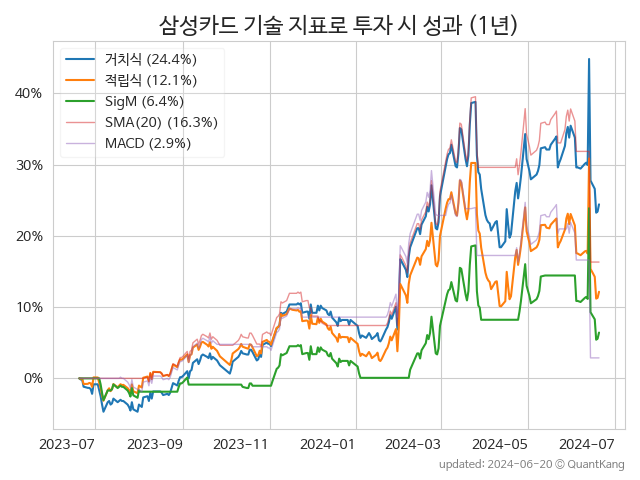 삼성카드 기술 지표로 투자 시 성과 (1년)
거치식 (24.4%)
적립식 (12.1%)
SigM (6.4%)
SMA(20) (16.3%)
MACD (2.9%)
40%
30%
20%
10%
0%
2023-07 2023-09 2023-11 2024-01 2024-03 2024-05 2024-07
updated: 2024-06-20 © QuantKang